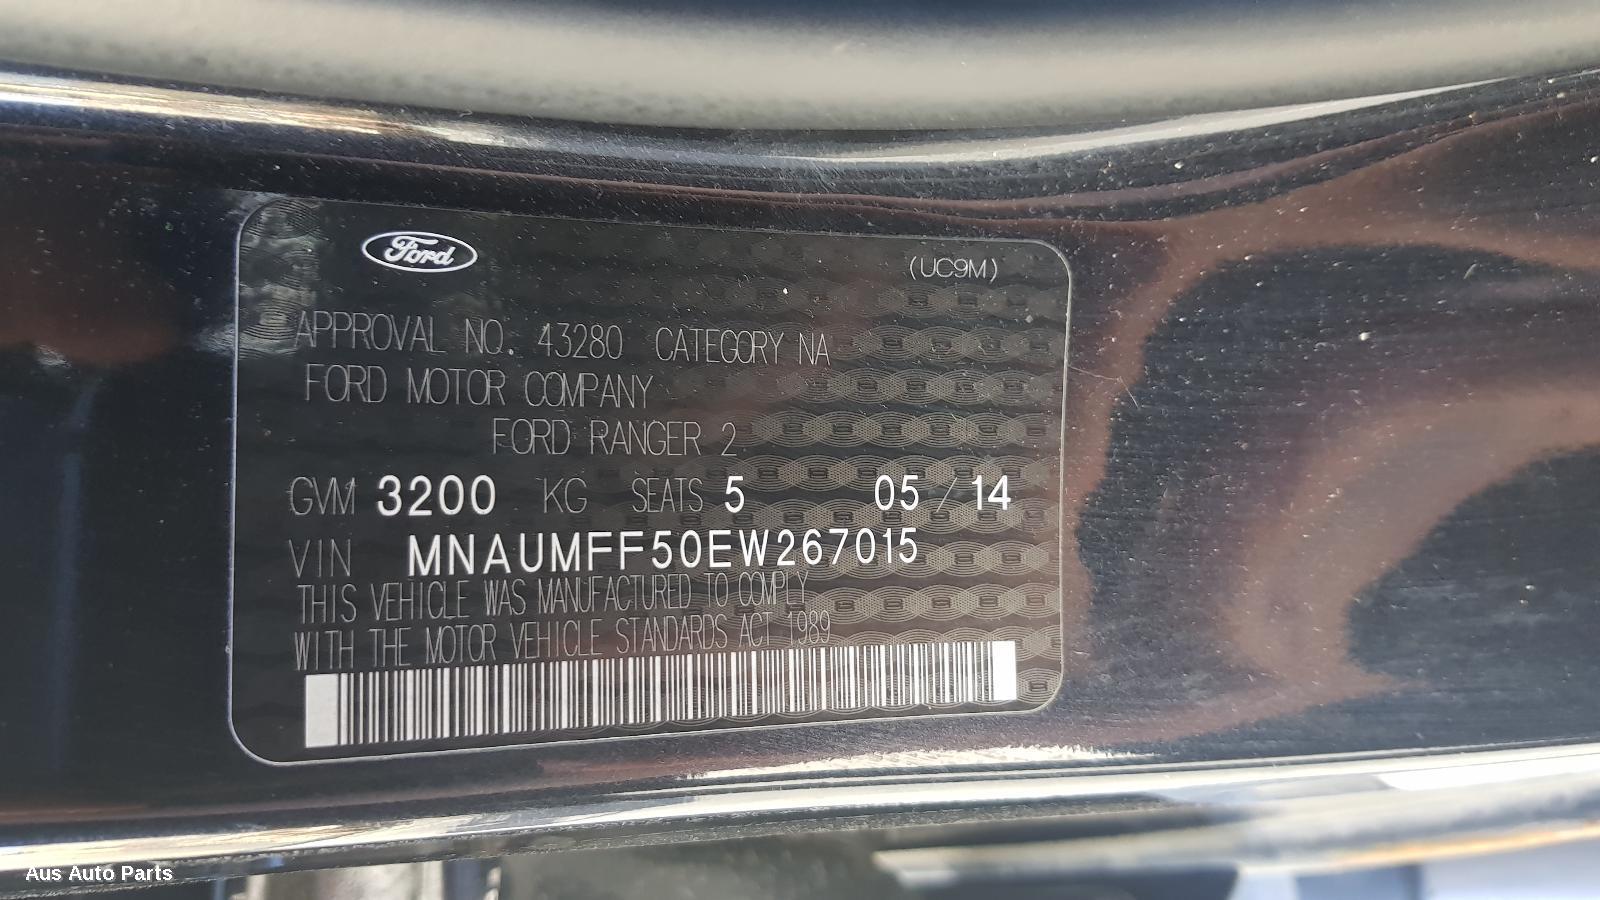 Ford
(UC9M)
APPROVAL NO. 43280 CATEGORY NA
FORD MOTOR COMPANY
FORD RANGER 2
GVM 3200 KG SEATS 5 05 / 14
VIN MNAUMFF50EW267015
THIS VEHICLE WAS MANUFACTURED TO COMPLY
WITH THE MOTOR VEHICLE STANDARDS ACT 1989
Aus Auto Parts